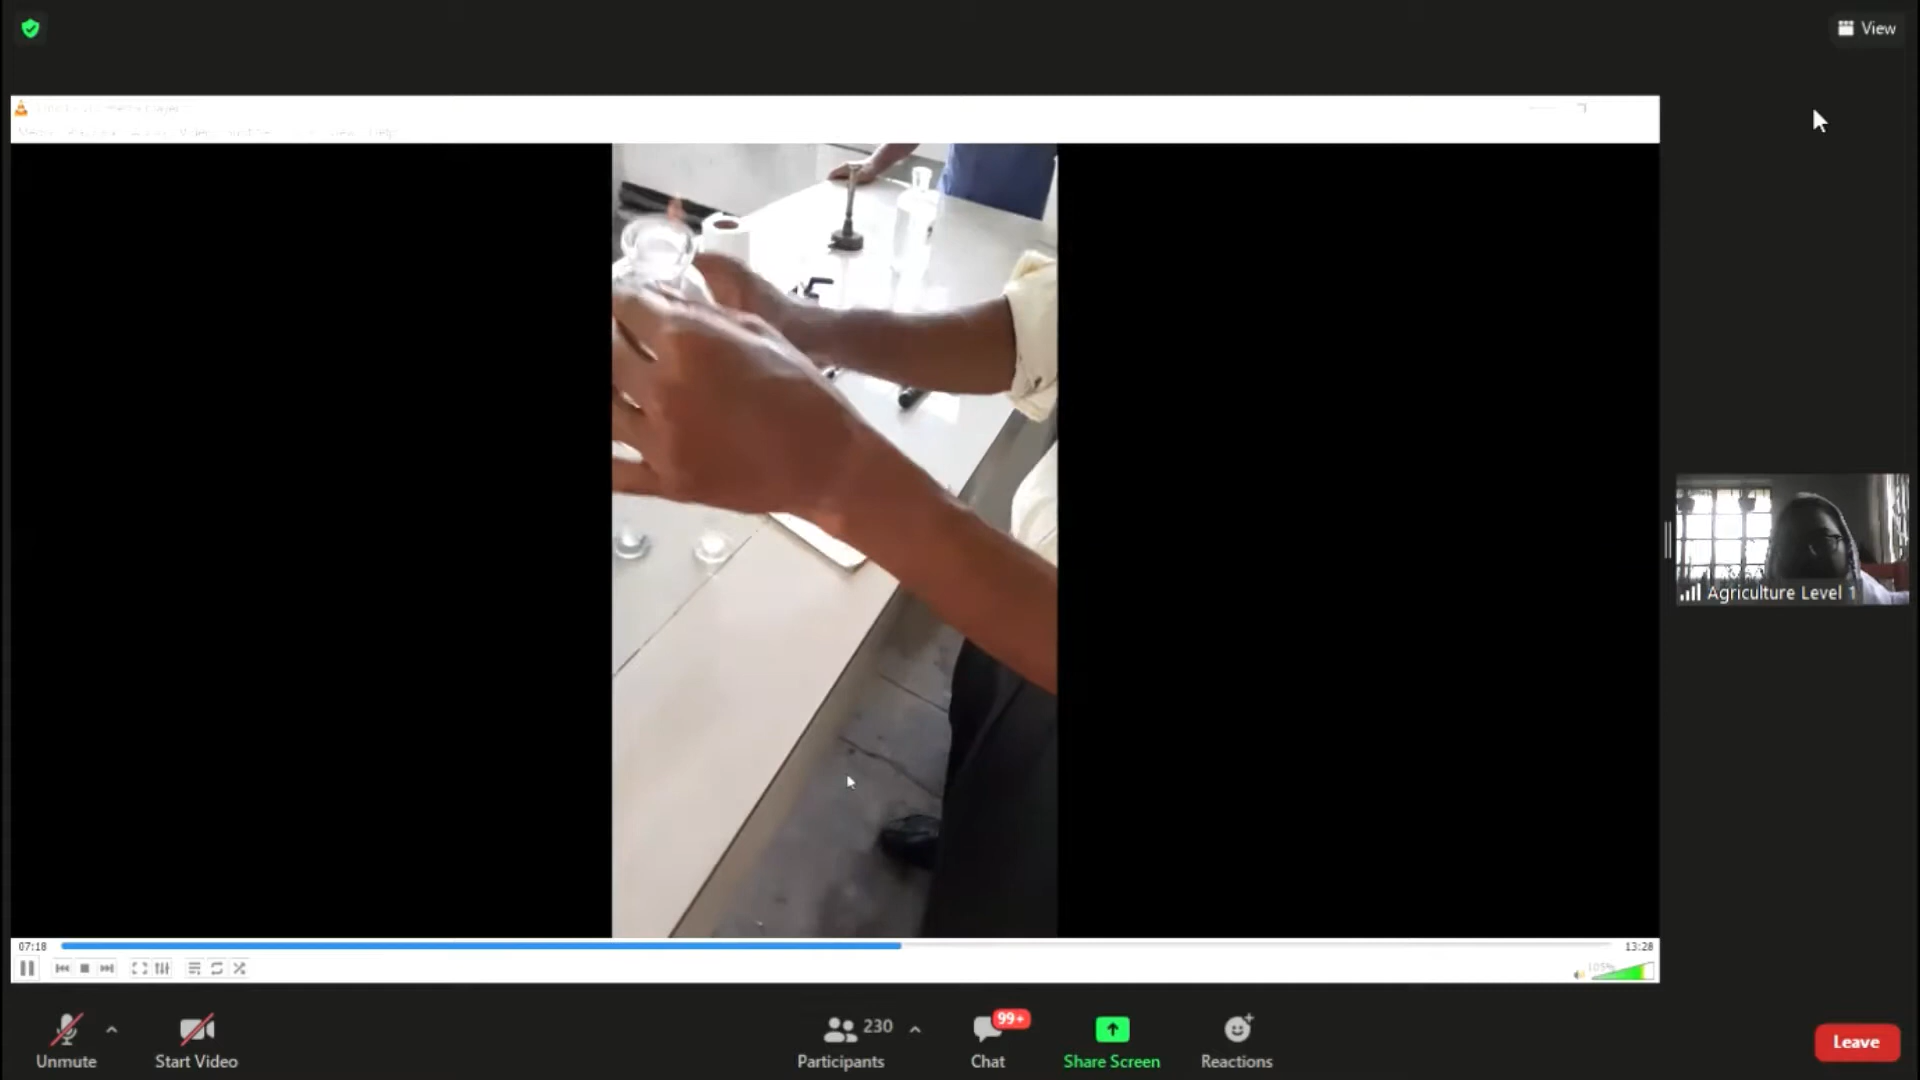 View
Agriculture Level 1
07:18
13:28
105%
Unmute
Start Video
230
Participants
99+
Chat
Share Screen
Reactions
Leave